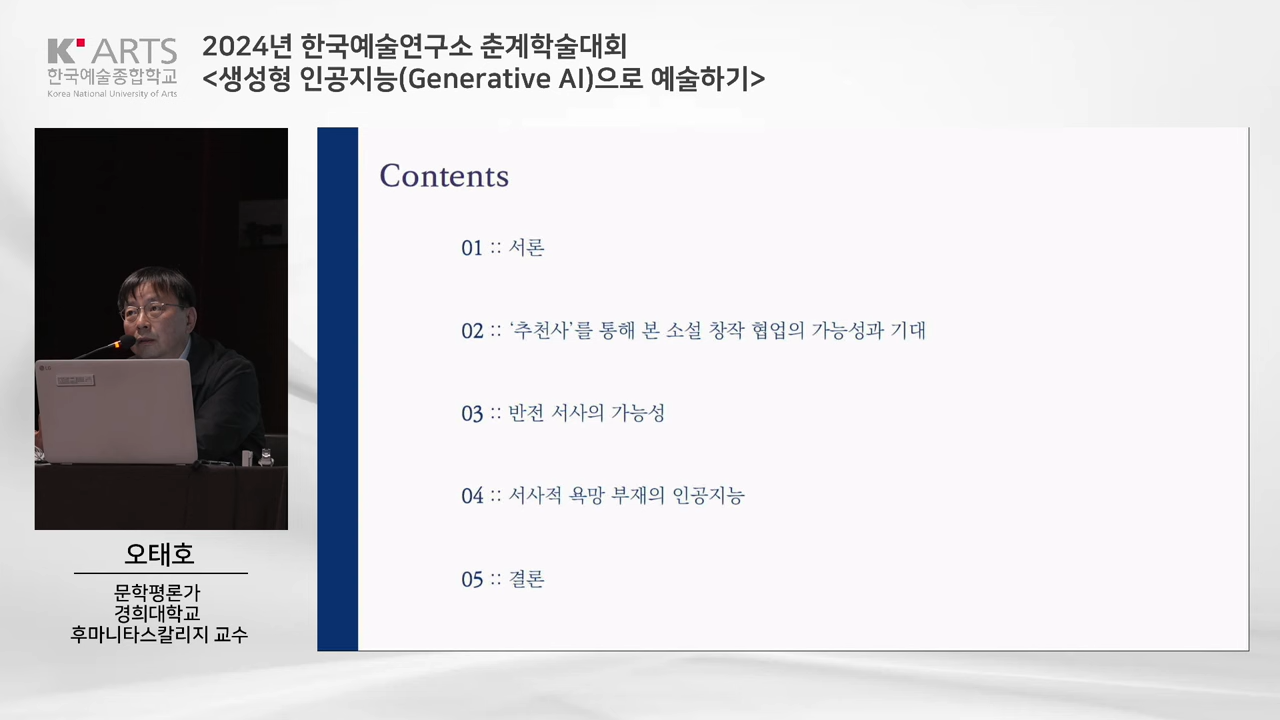 K ARTS
한국예술종합학교
Korea National University of Arts
2024년 한국예술연구소 춘계학술대회
<생성형 인공지능(Generative AI)으로 예술하기>
Contents
01 :: 서론
02 :: ‘추천사’를 통해 본 소설 창작 협업의 가능성과 기대
03 :: 반전 서사의 가능성
04 :: 서사적 욕망 부재의 인공지능
05 :: 결론
LG
오태호
문학평론가
경희대학교
후마니타스칼리지 교수